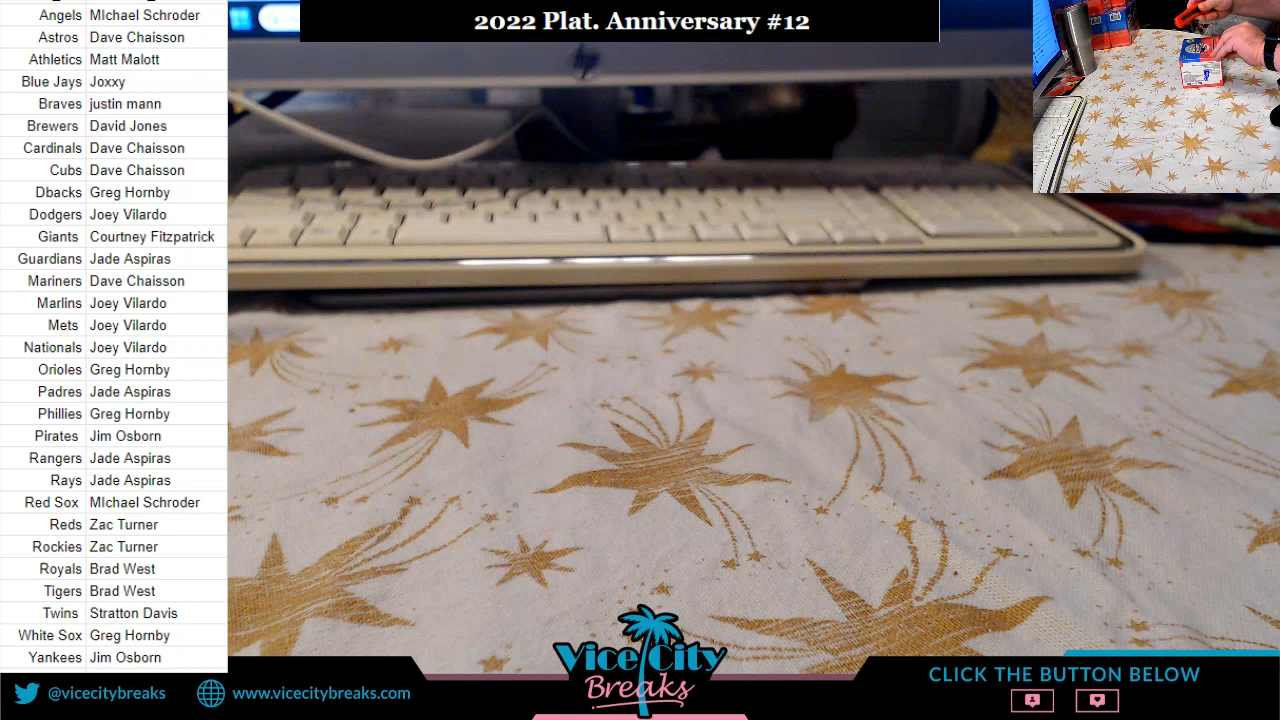 2022 Plat. Anniversary #12
Angels MIchael Schroder
Astros Dave Chaisson
Athletics Matt Malott
Blue Jays Joxxy
Braves justin mann
Brewers David Jones
Cardinals Dave Chaisson
Cubs Dave Chaisson
Dbacks Greg Hornby
Dodgers Joey Vilardo
Giants Courtney Fitzpatrick
Guardians Jade Aspiras
Mariners Dave Chaisson
Marlins Joey Vilardo
Mets Joey Vilardo
Nationals Joey Vilardo
Orioles Greg Hornby
Padres Jade Aspiras
Phillies Greg Hornby
Pirates Jim Osborn
Rangers Jade Aspiras
Rays Jade Aspiras
Red Sox MIchael Schroder
Reds Zac Turner
Rockies Zac Turner
Royals Brad West
Tigers Brad West
Twins Stratton Davis
White Sox Greg Hornby
Yankees Jim Osborn
hp
Vice City
Breaks
@vicecitybreaks
www.vicecitybreaks.com
CLICK THE BUTTON BELOW